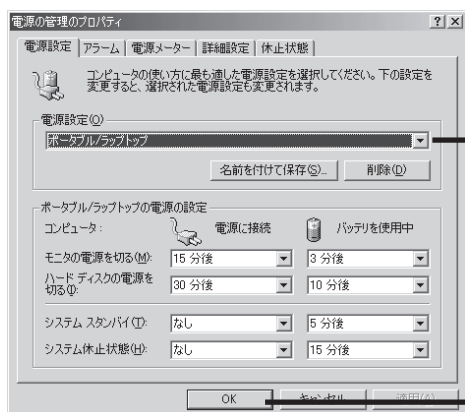 電源の管理のプロパティ
電源設定 アラーム 電源メーター 詳細設定 休止状態
コンピュータの使い方に最も適した電源設定を選択してください。下の設定を
変更すると、選択された電源設定も変更されます。
電源設定(O)
ポータブル/ラップトップ
名前を付けて保存(S)... 削除(D)
ポータブル/ラップトップの電源の設定
コンピュータ: 電源に接続 バッテリを使用中
モニタの電源を切る(M): 15 分後 3 分後
ハード ディスクの電源を
切る(I): 30 分後 10 分後
システム スタンバイ(T): なし 5 分後
システム休止状態(H): なし 15 分後
OK キャンセル 適用(A)